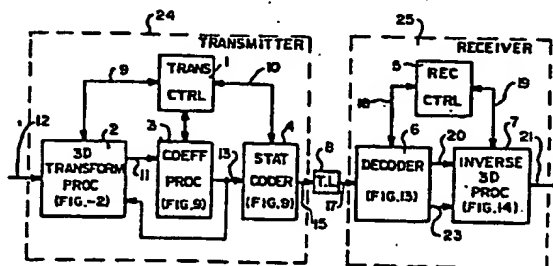 24
25
TRANSMITTER
RECEIVER
9
TRANS CTRL
1
10
18
REC CTRL
5
19
12
2
3D TRANSFORM PROC (FIG.-2)
11
3
COEFF PROC (FIG.9)
13
4
STAT CODER (FIG.9)
15
8
T.L.
17
6
DECODER (FIG.13)
20
23
7
INVERSE 3D PROC (FIG.14)
21